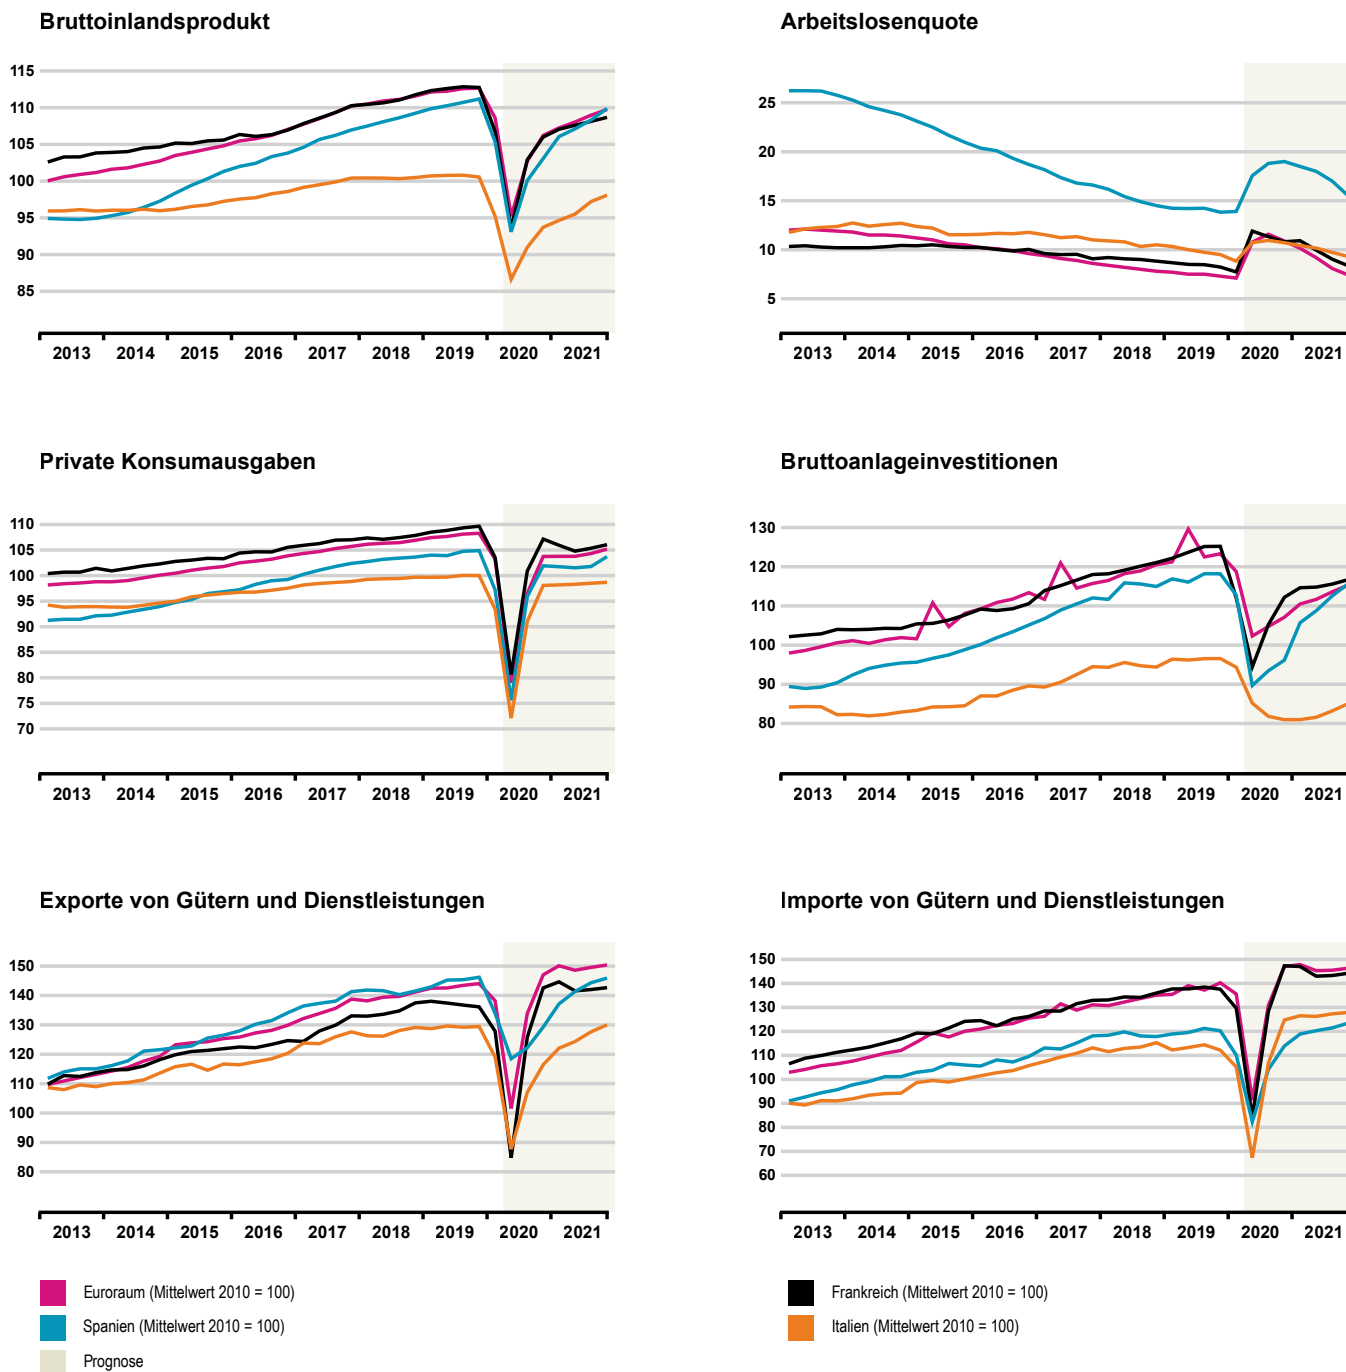 Bruttoinlandsprodukt
115
110
105
100
95
90
85
2013 2014 2015 2016 2017 2018 2019 2020 2021
Arbeitslosenquote
25
20
15
10
5
2013 2014 2015 2016 2017 2018 2019 2020 2021
Private Konsumausgaben
110
105
100
95
90
85
80
75
70
2013 2014 2015 2016 2017 2018 2019 2020 2021
Bruttoanlageinvestitionen
130
120
110
100
90
80
2013 2014 2015 2016 2017 2018 2019 2020 2021
Exporte von Gütern und Dienstleistungen
150
140
130
120
110
100
90
80
2013 2014 2015 2016 2017 2018 2019 2020 2021
Importe von Gütern und Dienstleistungen
150
140
130
120
110
100
90
80
70
60
2013 2014 2015 2016 2017 2018 2019 2020 2021
Euroraum (Mittelwert 2010 = 100)
Spanien (Mittelwert 2010 = 100)
Prognose
Frankreich (Mittelwert 2010 = 100)
Italien (Mittelwert 2010 = 100)